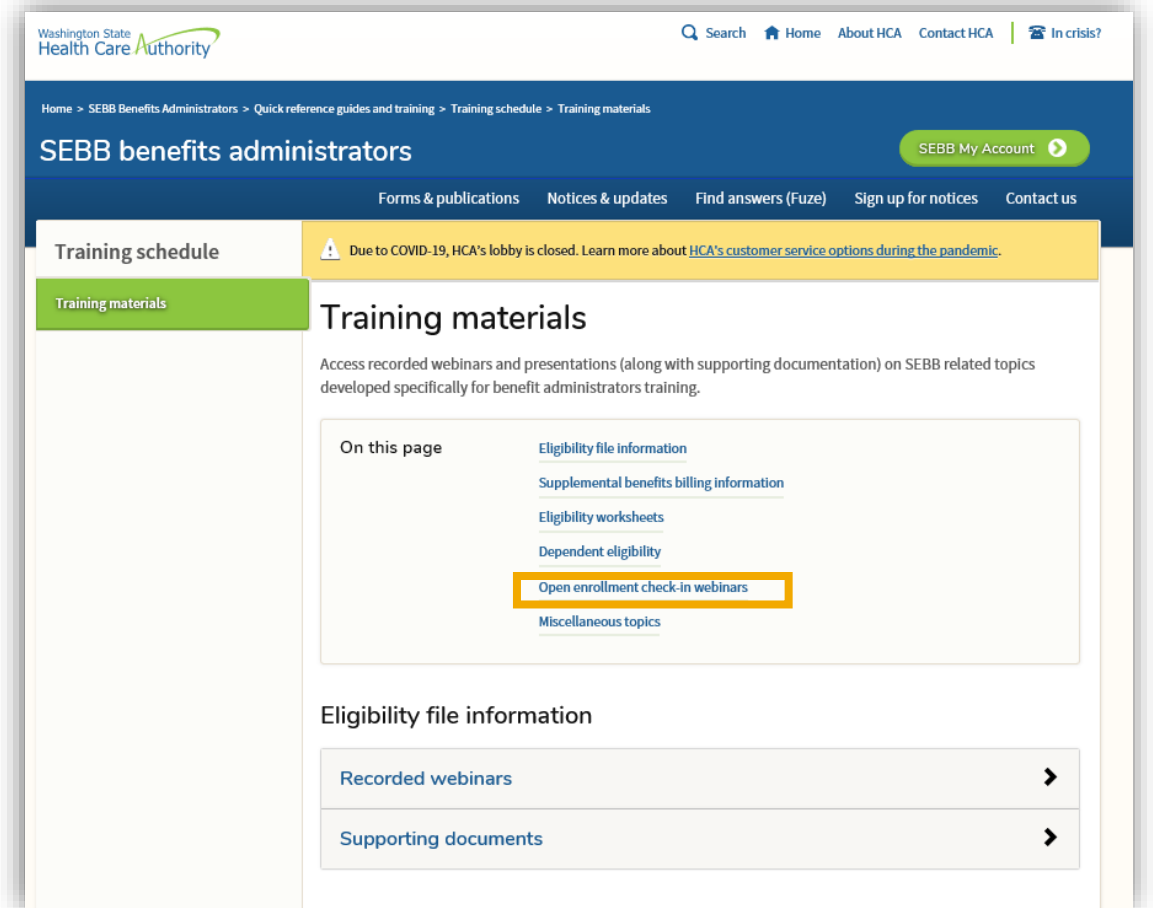 Washington State
Health Care Authority
Search Home About HCA Contact HCA In crisis?
Home > SEBB Benefits Administrators > Quick reference guides and training > Training schedule > Training materials
SEBB benefits administrators
SEBB My Account
Forms & publications Notices & updates Find answers (Fuze) Sign up for notices Contact us
Training schedule
Training materials
Due to COVID-19, HCA's lobby is closed. Learn more about HCA's customer service options during the pandemic.
Training materials
Access recorded webinars and presentations (along with supporting documentation) on SEBB related topics
developed specifically for benefit administrators training.
On this page
Eligibility file information
Supplemental benefits billing information
Eligibility worksheets
Dependent eligibility
Open enrollment check-in webinars
Miscellaneous topics
Eligibility file information
Recorded webinars
Supporting documents